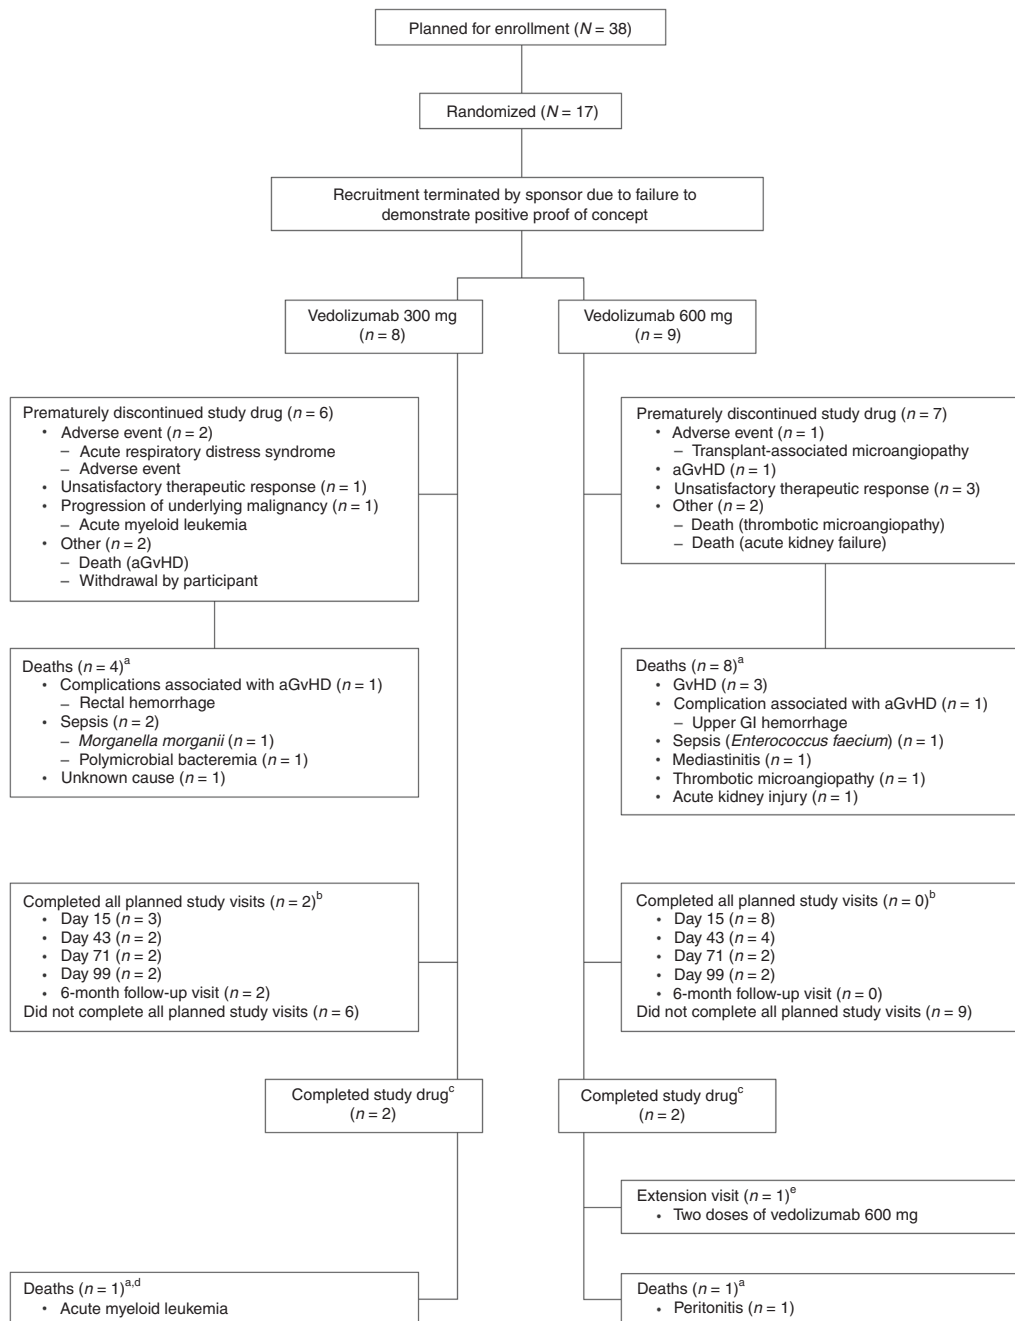 Planned for enrollment (N = 38)
Randomized (N = 17)
Recruitment terminated by sponsor due to failure to
demonstrate positive proof of concept
Vedolizumab 300 mg
(n = 8)
Vedolizumab 600 mg
(n = 9)
Prematurely discontinued study drug (n = 6)
• Adverse event (n = 2)
– Acute respiratory distress syndrome
– Adverse event
• Unsatisfactory therapeutic response (n = 1)
• Progression of underlying malignancy (n = 1)
– Acute myeloid leukemia
• Other (n = 2)
– Death (aGvHD)
– Withdrawal by participant
Prematurely discontinued study drug (n = 7)
• Adverse event (n = 1)
– Transplant-associated microangiopathy
• aGvHD (n = 1)
• Unsatisfactory therapeutic response (n = 3)
• Other (n = 2)
– Death (thrombotic microangiopathy)
– Death (acute kidney failure)
Deaths (n = 4)a
• Complications associated with aGvHD (n = 1)
– Rectal hemorrhage
• Sepsis (n = 2)
– Morganella morganii (n = 1)
– Polymicrobial bacteremia (n = 1)
• Unknown cause (n = 1)
Deaths (n = 8)a
• GvHD (n = 3)
• Complication associated with aGvHD (n = 1)
– Upper GI hemorrhage
• Sepsis (Enterococcus faecium) (n = 1)
• Mediastinitis (n = 1)
• Thrombotic microangiopathy (n = 1)
• Acute kidney injury (n = 1)
Completed all planned study visits (n = 2)b
• Day 15 (n = 3)
• Day 43 (n = 2)
• Day 71 (n = 2)
• Day 99 (n = 2)
• 6-month follow-up visit (n = 2)
Did not complete all planned study visits (n = 6)
Completed all planned study visits (n = 0)b
• Day 15 (n = 8)
• Day 43 (n = 4)
• Day 71 (n = 2)
• Day 99 (n = 2)
• 6-month follow-up visit (n = 0)
Did not complete all planned study visits (n = 9)
Completed study drugc
(n = 2)
Completed study drugc
(n = 2)
Extension visit (n = 1)e
• Two doses of vedolizumab 600 mg
Deaths (n = 1)a,d
• Acute myeloid leukemia
Deaths (n = 1)a
• Peritonitis (n = 1)